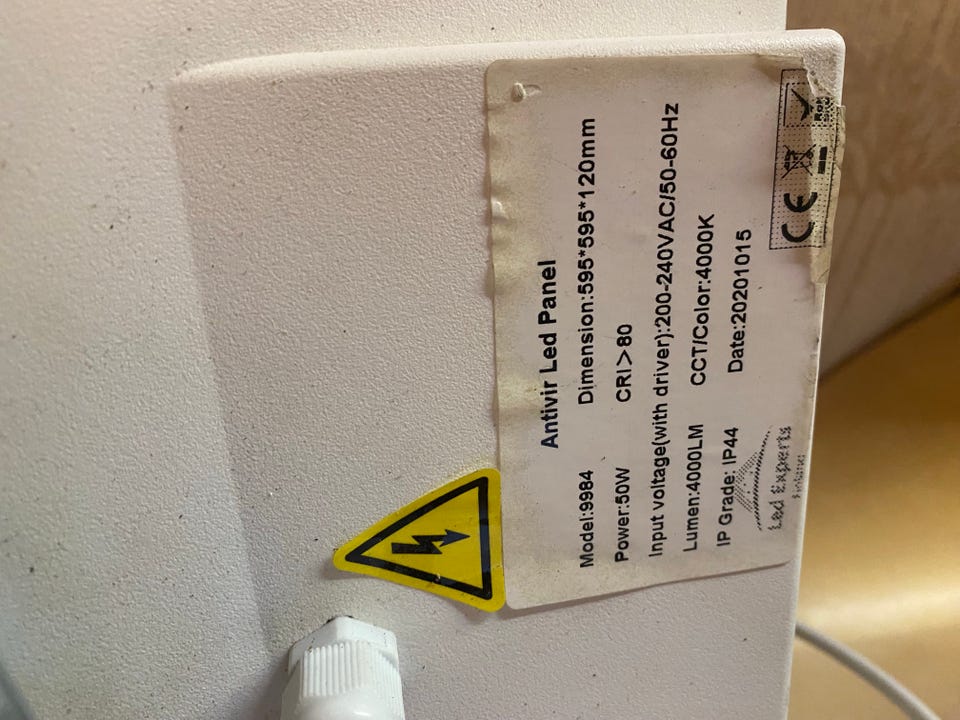 Antivir Led Panel
Model:9984 Dimension:595*595*120mm
Power:50W CRI>80
Input voltage(with driver):200-240VAC/50-60Hz
Lumen:4000LM CCT/Color:4000K
IP Grade: IP44 Date:20201015
Led Experts
CE
RoHS